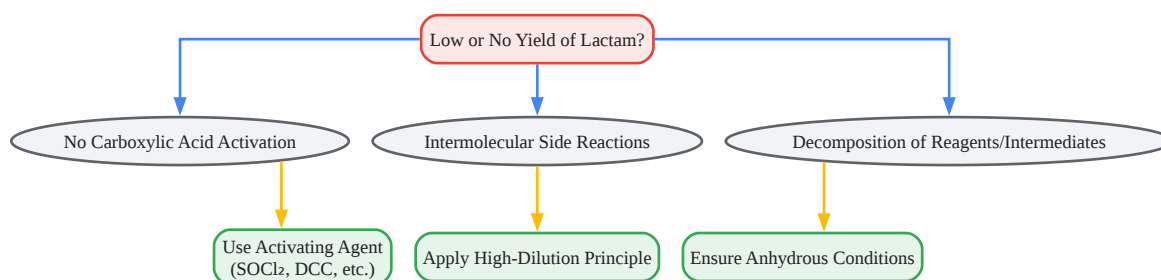 Low or No Yield of Lactam?
No Carboxylic Acid Activation
Intermolecular Side Reactions
Decomposition of Reagents/Intermediates
Use Activating Agent
(SOCl₂, DCC, etc.)
Apply High-Dilution Principle
Ensure Anhydrous Conditions